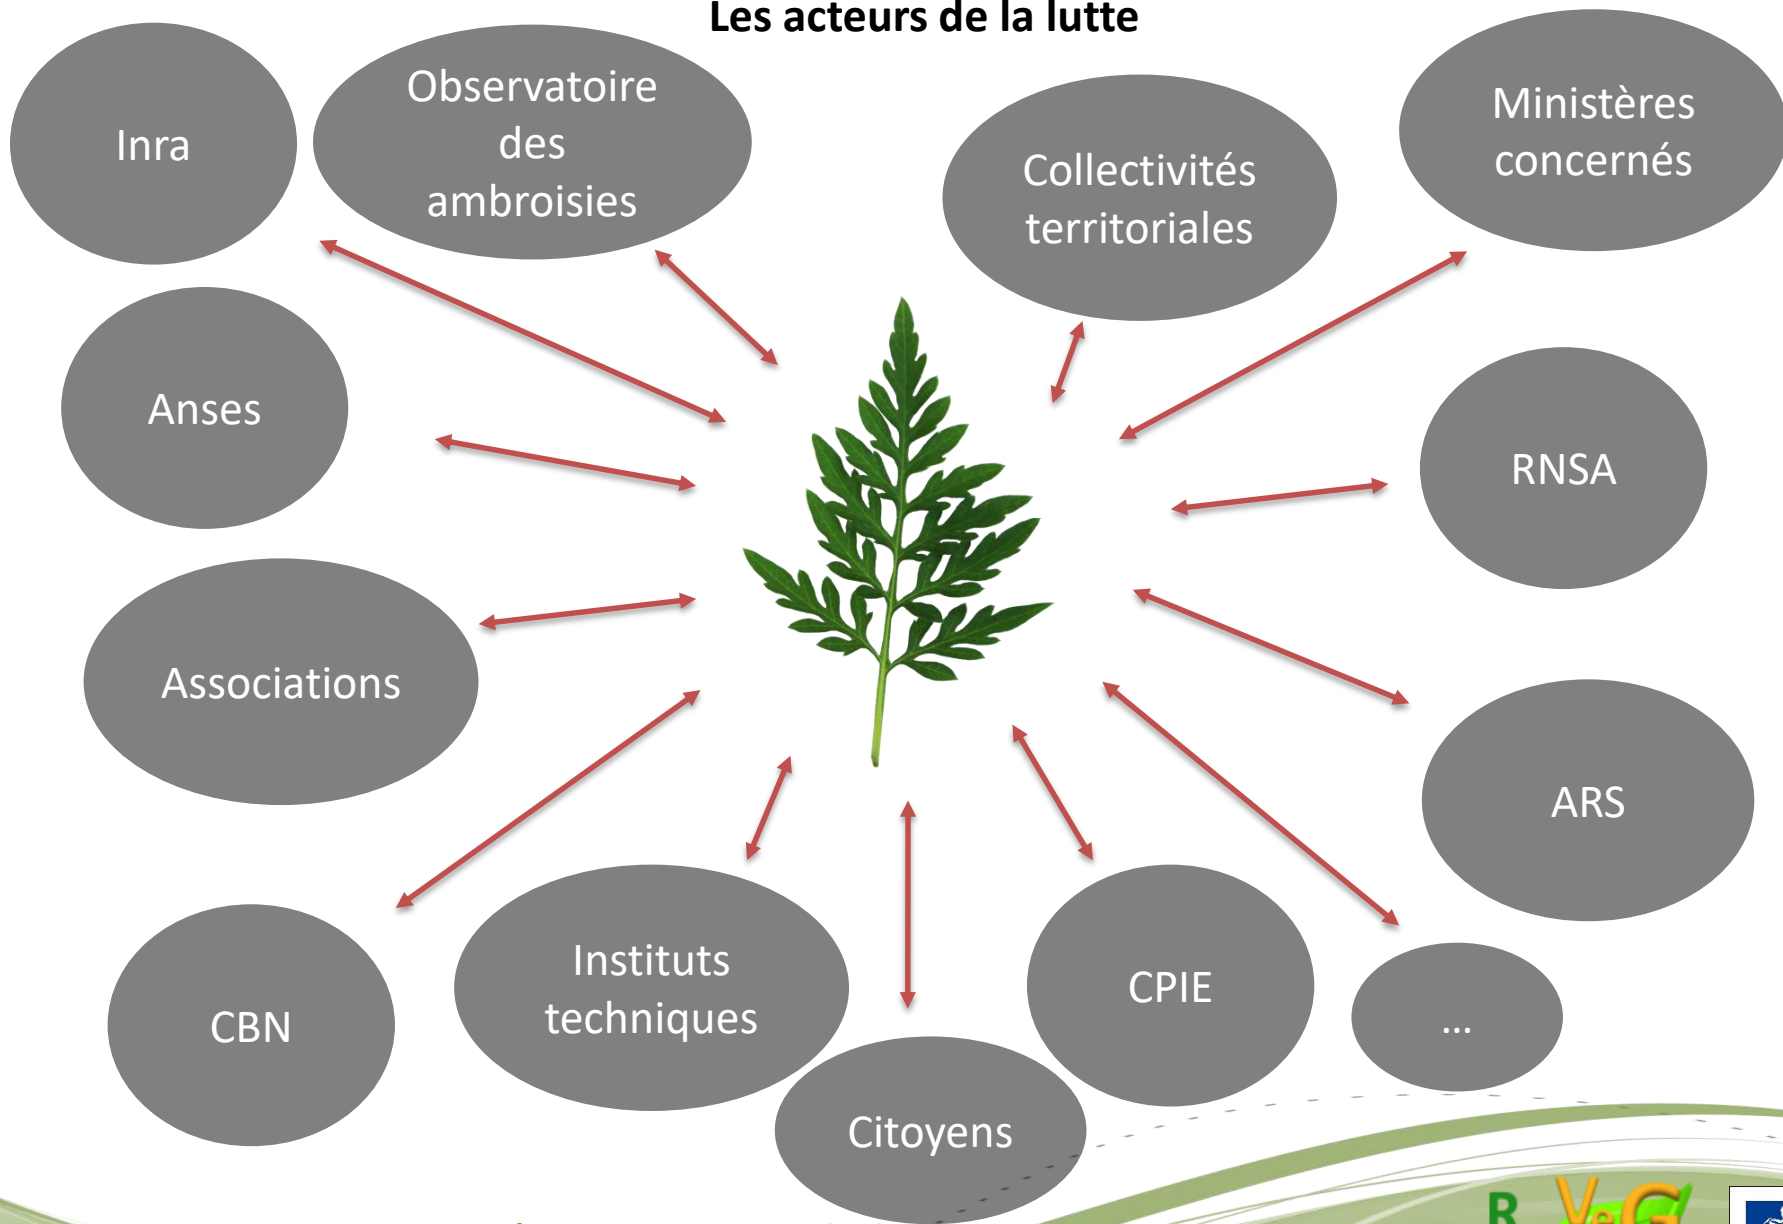 Les acteurs de la lutte
Inra
Observatoire
des
ambroisies
Collectivités
territoriales
Ministères
concernés
Anses
RNSA
Associations
ARS
CBN
Instituts
techniques
Citoyens
CPIE
...
R VeG